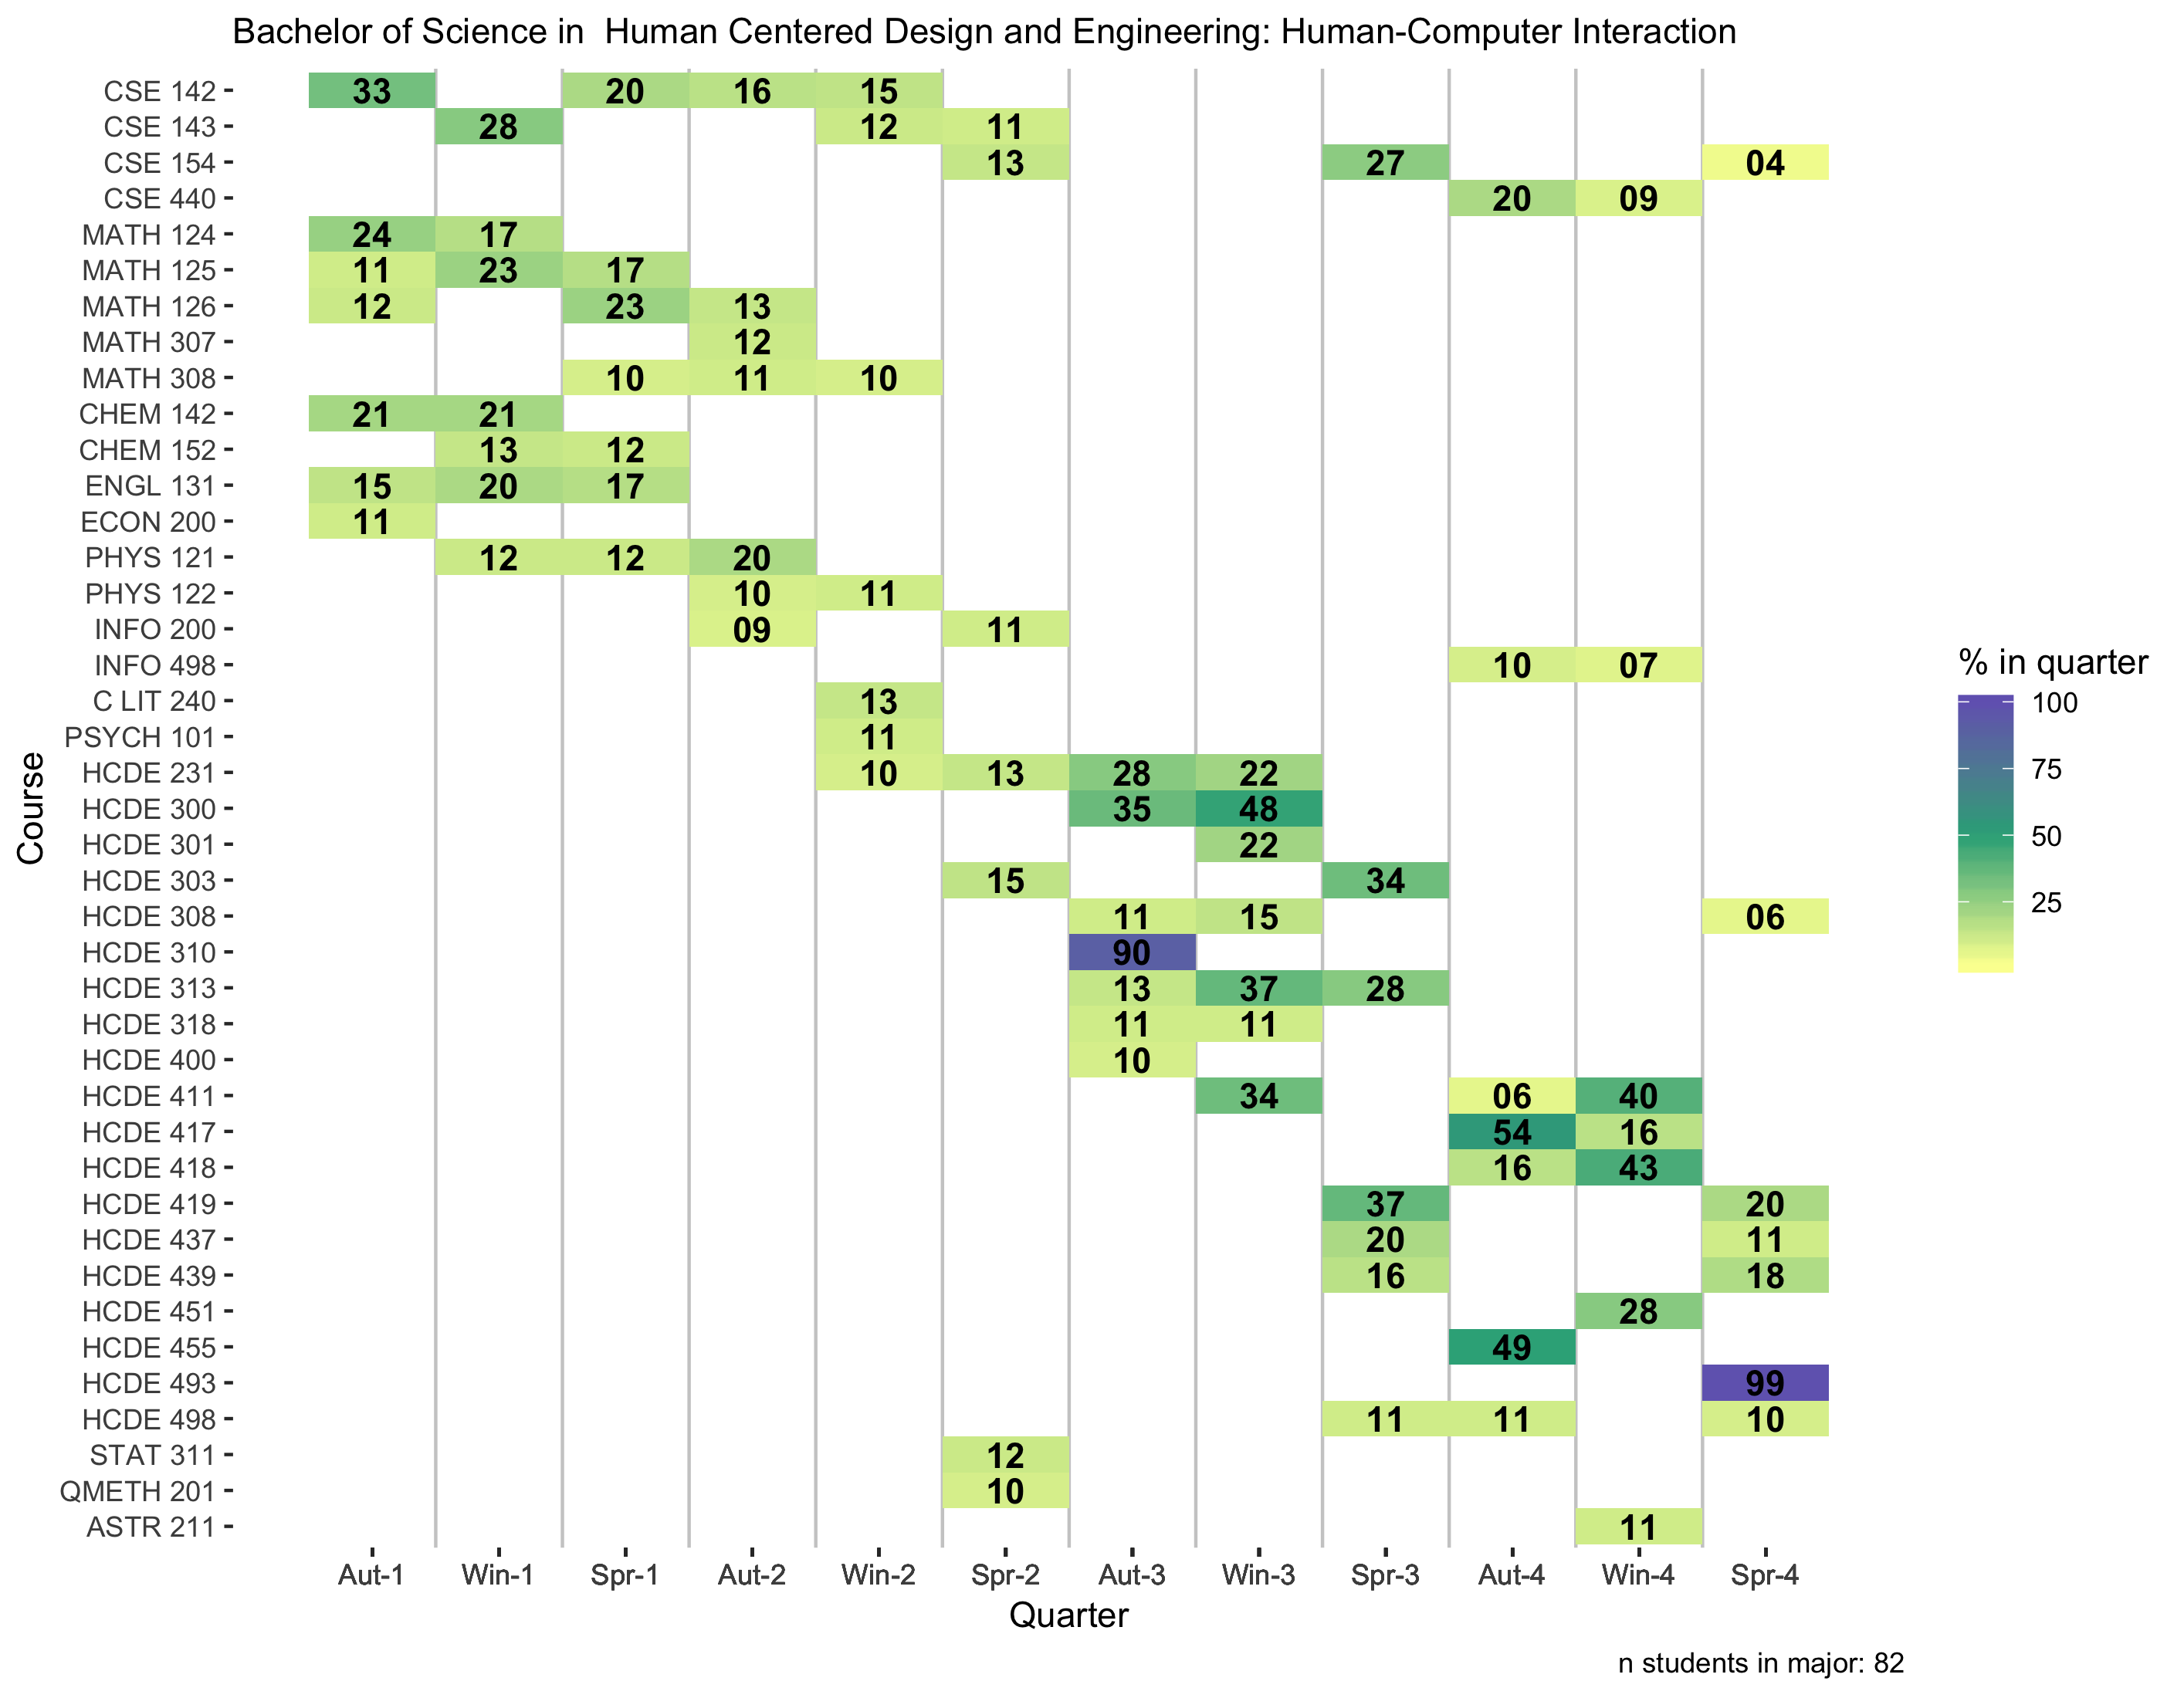 Bachelor of Science in  Human Centered Design and Engineering: Human-Computer Interaction
Course
CSE 142 33 20 16 15
CSE 143 28 12 11
CSE 154 13 27 04
CSE 440 20 09
MATH 124 24 17
MATH 125 11 23 17
MATH 126 12 23 13
MATH 307 12
MATH 308 10 11 10
CHEM 142 21 21
CHEM 152 13 12
ENGL 131 15 20 17
ECON 200 11
PHYS 121 12 12 20
PHYS 122 10 11
INFO 200 09 11
INFO 498 10 07
C LIT 240 13
PSYCH 101 11
HCDE 231 10 13 28 22
HCDE 300 35 48
HCDE 301 22
HCDE 303 15 34
HCDE 308 11 15 06
HCDE 310 90
HCDE 313 13 37 28
HCDE 318 11 11
HCDE 400 10
HCDE 411 34 06 40
HCDE 417 54 16
HCDE 418 16 43
HCDE 419 37 20
HCDE 437 20 11
HCDE 439 16 18
HCDE 451 28
HCDE 455 49
HCDE 493 99
HCDE 498 11 11 10
STAT 311 12
QMETH 201 10
ASTR 211 11
Aut-1 Win-1 Spr-1 Aut-2 Win-2 Spr-2 Aut-3 Win-3 Spr-3 Aut-4 Win-4 Spr-4
Quarter
% in quarter
100
75
50
25
n students in major: 82